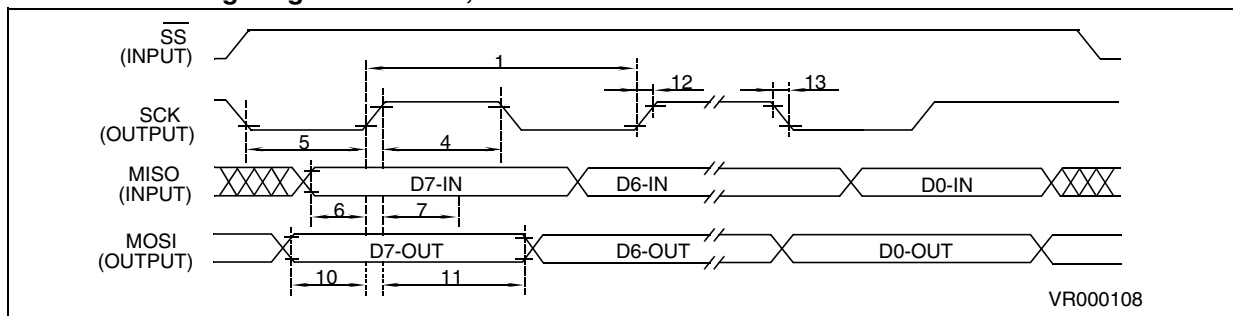 SS
(INPUT)
1
12
13
SCK
(OUTPUT)
5
4
MISO
(INPUT)
D7-IN
D6-IN
D0-IN
6
7
MOSI
(OUTPUT)
D7-OUT
D6-OUT
D0-OUT
10
11
VR000108